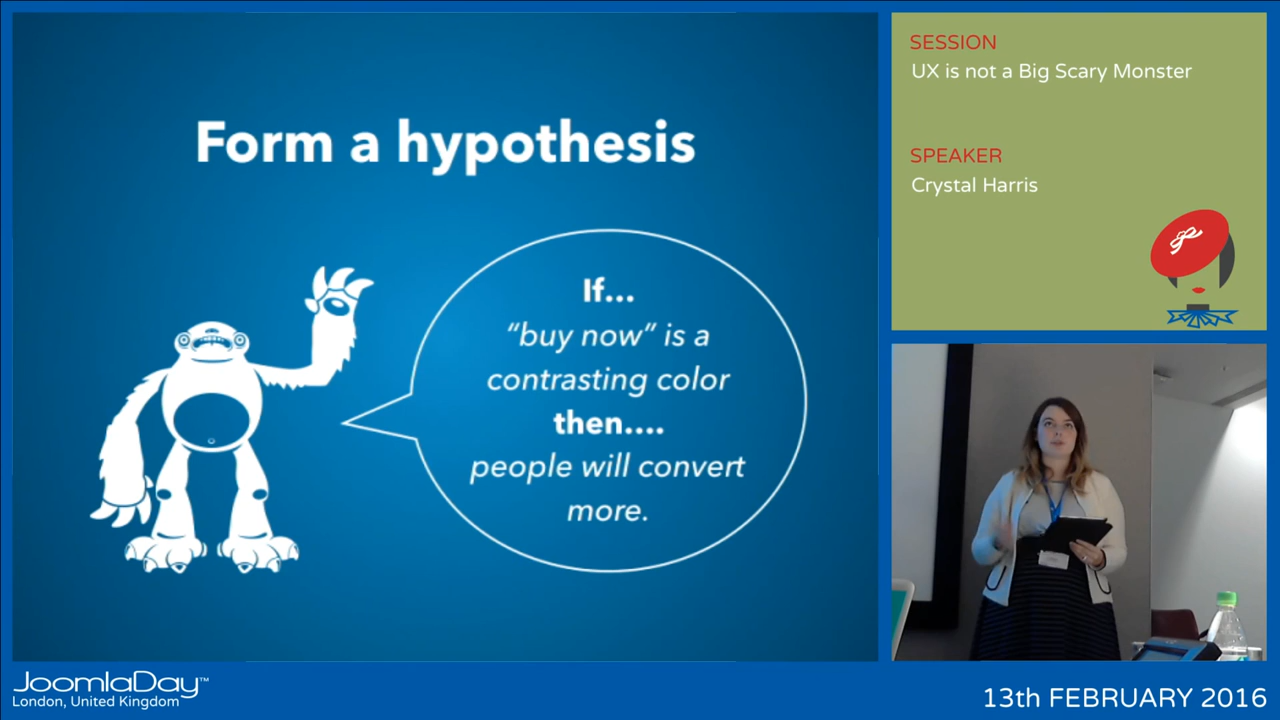 Form a hypothesis
If...
"buy now" is a
contrasting color
then....
people will convert
more.
SESSION
UX is not a Big Scary Monster
SPEAKER
Crystal Harris
JoomlaDay™
London, United Kingdom
13th FEBRUARY 2016